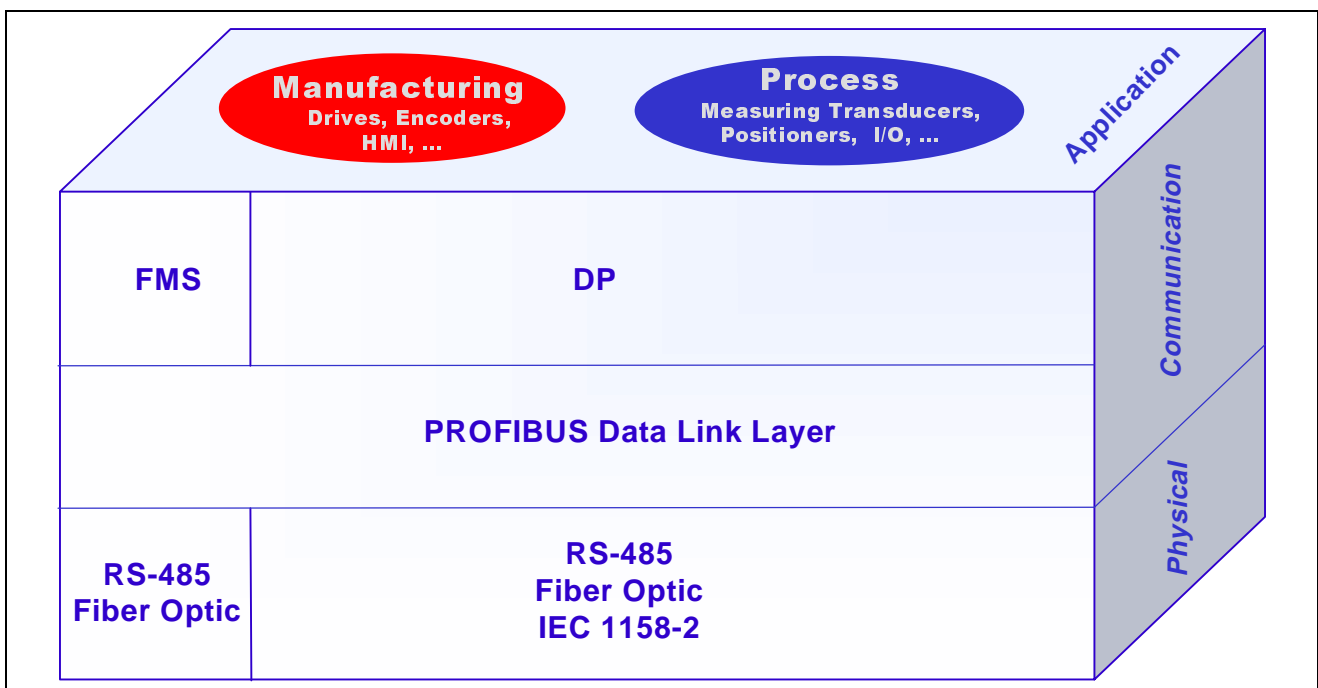 Manufacturing
Drives, Encoders,
HMI, ...
Process
Measuring Transducers,
Positioners, I/O, ...
Application
Communication
Physical
FMS
DP
PROFIBUS Data Link Layer
RS-485
Fiber Optic
RS-485
Fiber Optic
IEC 1158-2